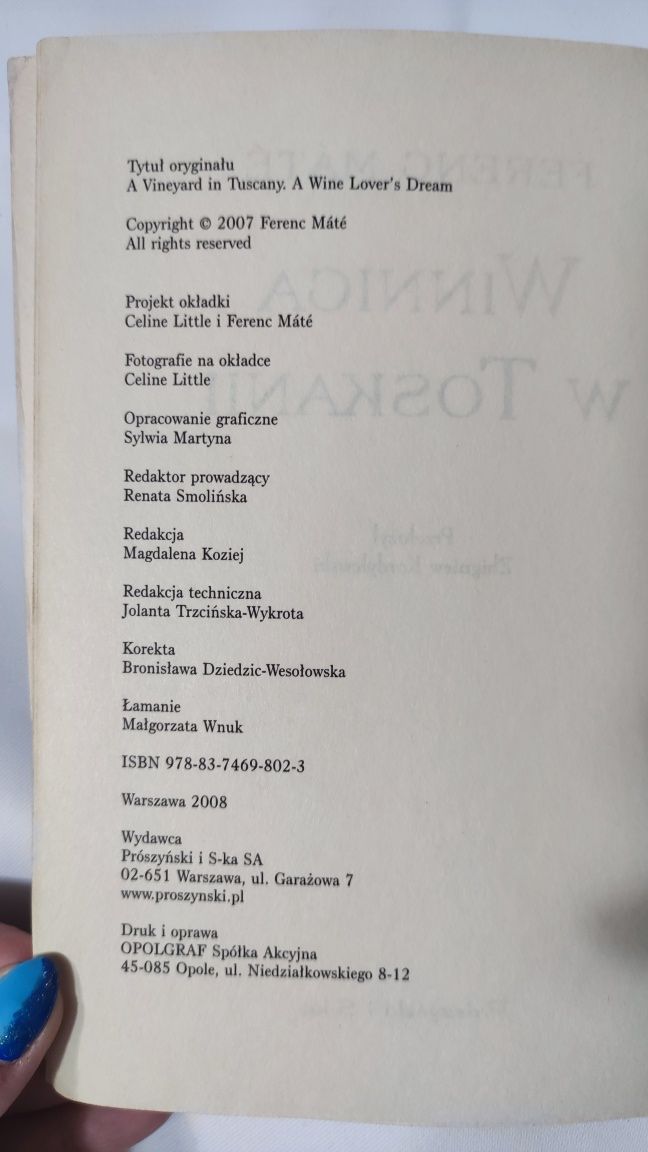 Tytuł oryginału
A Vineyard in Tuscany. A Wine Lover's Dream
Copyright © 2007 Ferenc Máté
All rights reserved
Projekt okładki
Celine Little i Ferenc Máté
Fotografie na okładce
Celine Little
Opracowanie graficzne
Sylwia Martyna
Redaktor prowadzący
Renata Smolińska
Redakcja
Magdalena Koziej
Redakcja techniczna
Jolanta Trzcińska-Wykrota
Korekta
Bronisława Dziedzic-Wesołowska
Łamanie
Małgorzata Wnuk
ISBN 978-83-7469-802-3
Warszawa 2008
Wydawca
Prószyński i S-ka SA
02-651 Warszawa, ul. Garażowa 7
www.proszynski.pl
Druk i oprawa
OPOLGRAF Spółka Akcyjna
45-085 Opole, ul. Niedziałkowskiego 8-12
FERENC MÁTÉ
WINNICA
W TOSKANII